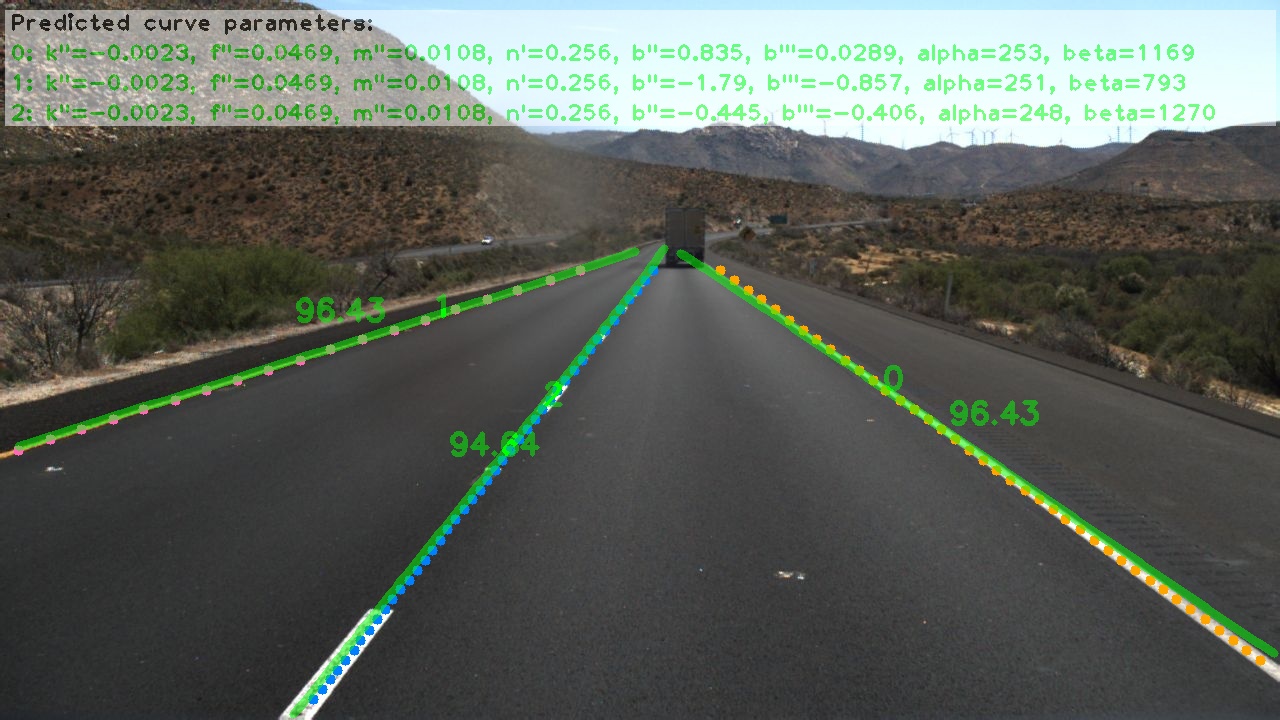 Predicted curve parameters:
0: k''=-0.0023, f''=0.0469, m''=0.0108, n'=0.256, b''=0.835, b'''=0.0289, alpha=253, beta=1169
1: k''=-0.0023, f''=0.0469, m''=0.0108, n'=0.256, b''=-1.79, b'''=-0.857, alpha=251, beta=793
2: k''=-0.0023, f''=0.0469, m''=0.0108, n'=0.256, b''=-0.445, b'''=-0.406, alpha=248, beta=1270
96.43 1
0
2
96.43
94.64